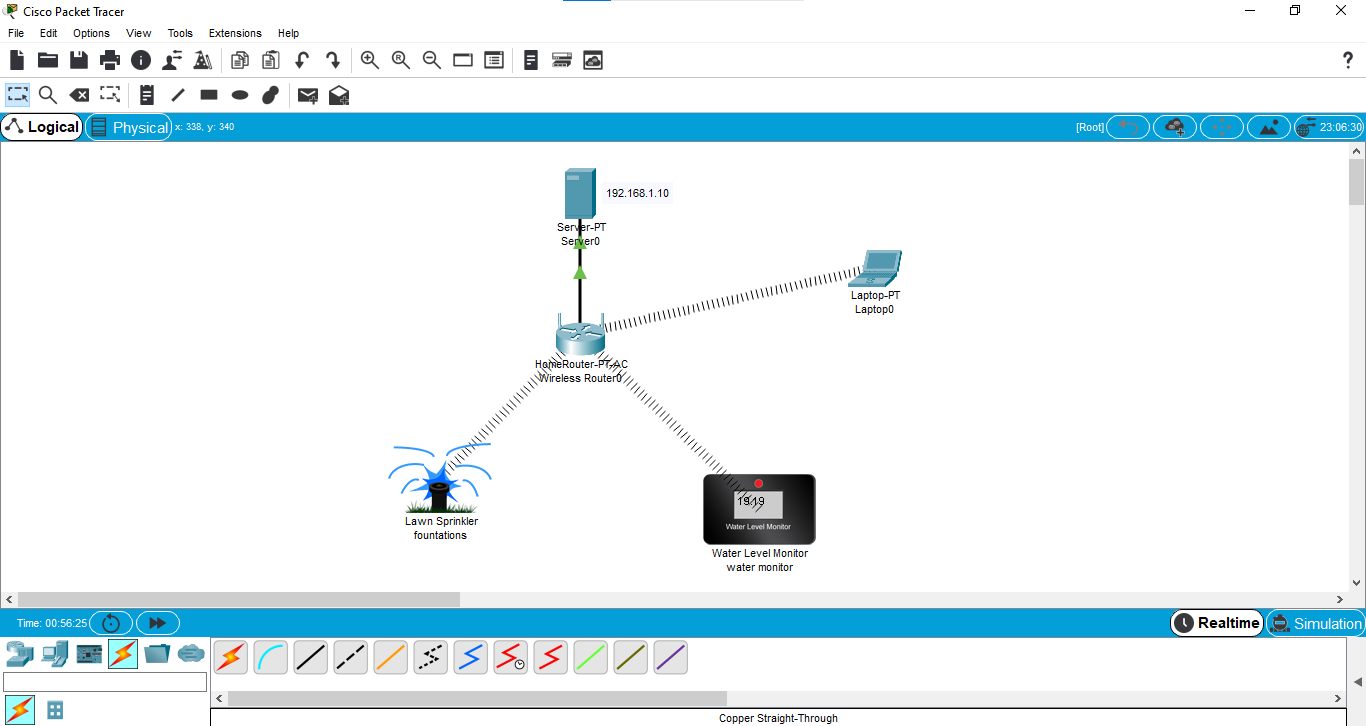 Cisco Packet Tracer
File Edit Options View Tools Extensions Help
Logical Physical x: 338, y: 340 [Root] 23:06:30
192.168.1.10
Server-PT
Server0
Laptop-PT
Laptop0
HomeRouter-PT-AC
Wireless Router0
19.19
Water Level Monitor
Lawn Sprinkler
fountations
Water Level Monitor
water monitor
Time: 00:56:25 Realtime Simulation
Copper Straight-Through